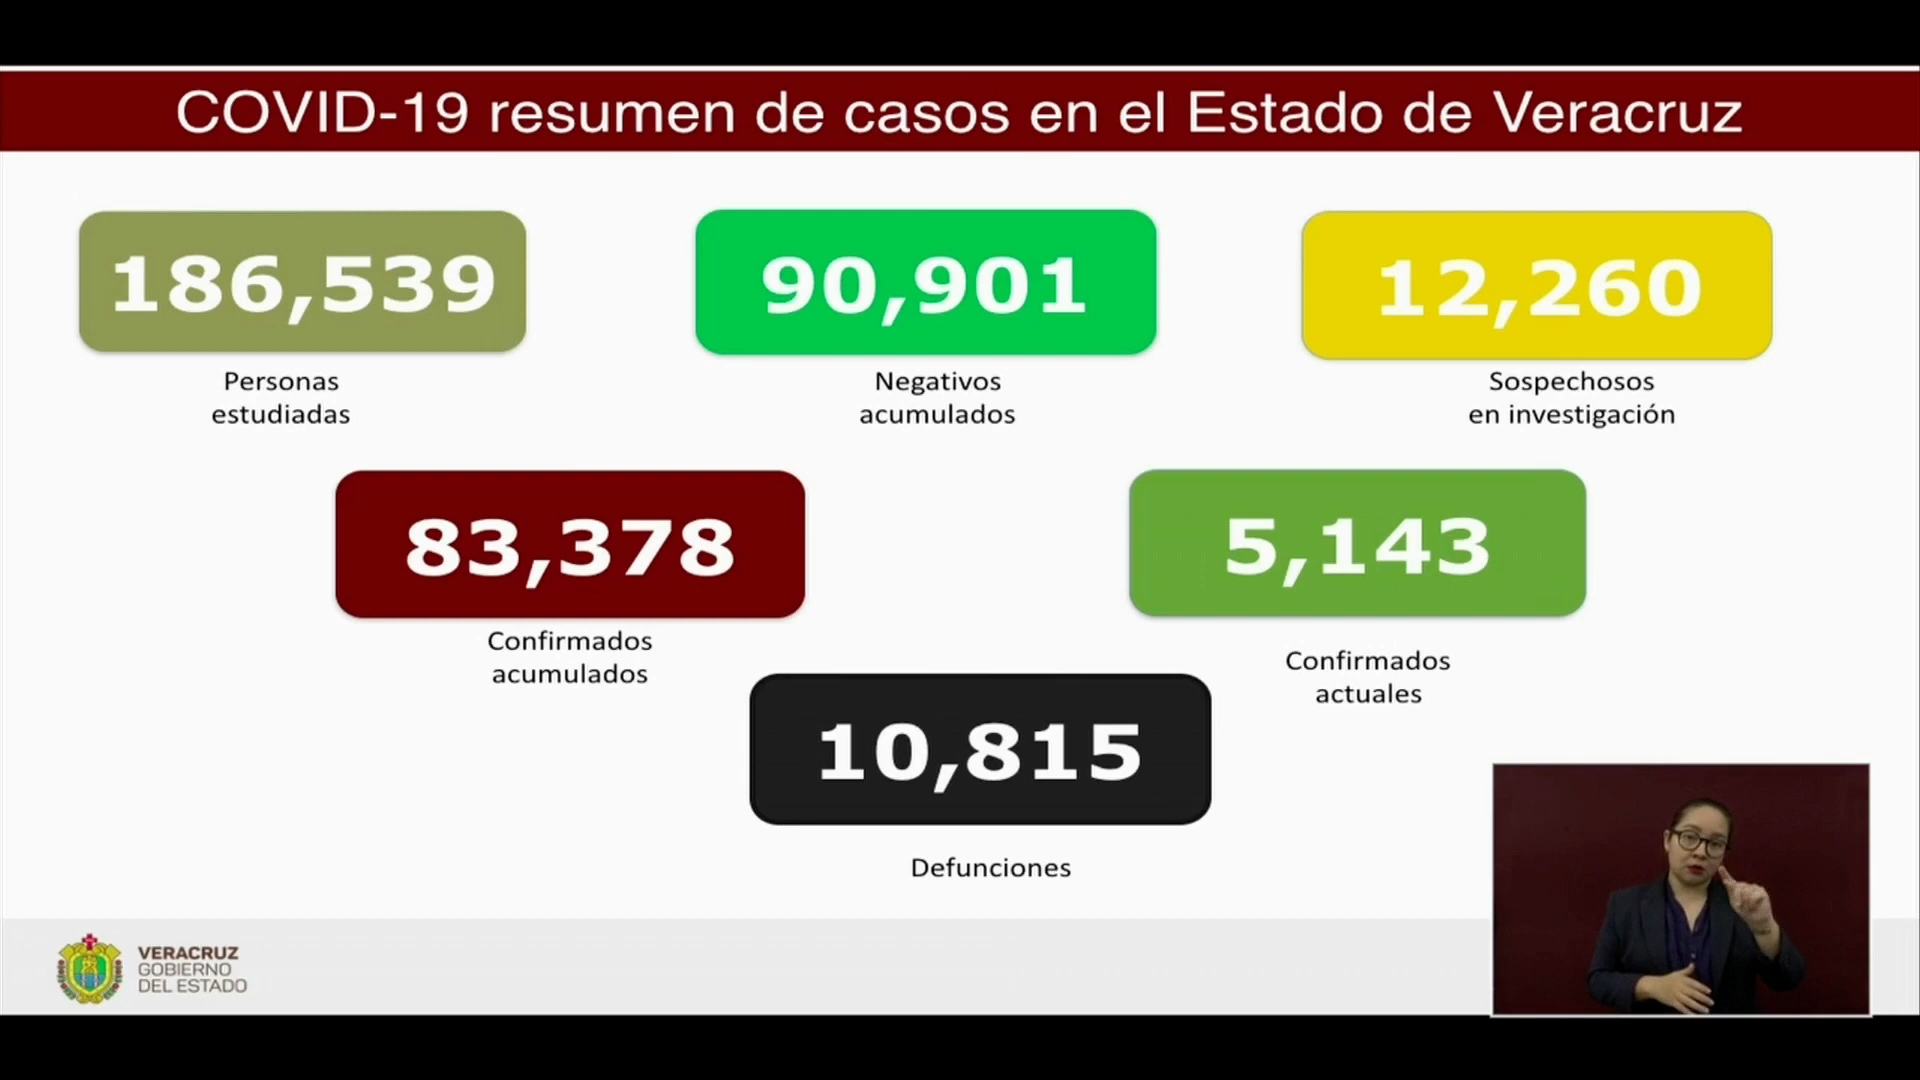 COVID-19 resumen de casos en el Estado de Veracruz
186,539
Personas
estudiadas
90,901
Negativos
acumulados
12,260
Sospechosos
en investigación
83,378
Confirmados
acumulados
5,143
Confirmados
actuales
10,815
Defunciones
VERACRUZ
GOBIERNO
DEL ESTADO